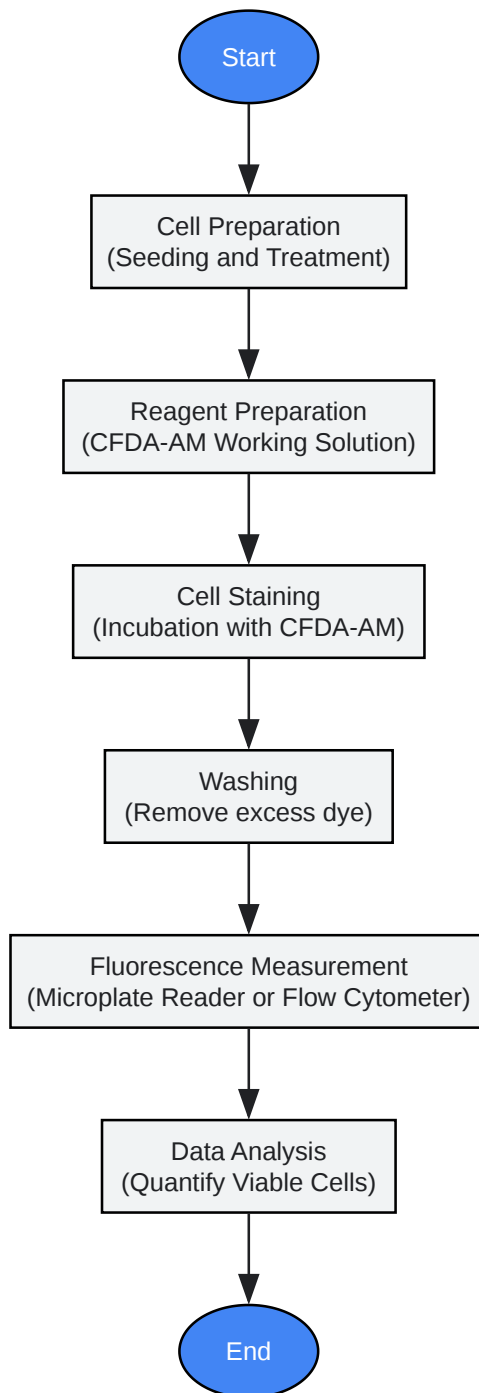 Start
Cell Preparation
(Seeding and Treatment)
Reagent Preparation
(CFDA-AM Working Solution)
Cell Staining
(Incubation with CFDA-AM)
Washing
(Remove excess dye)
Fluorescence Measurement
(Microplate Reader or Flow Cytometer)
Data Analysis
(Quantify Viable Cells)
End